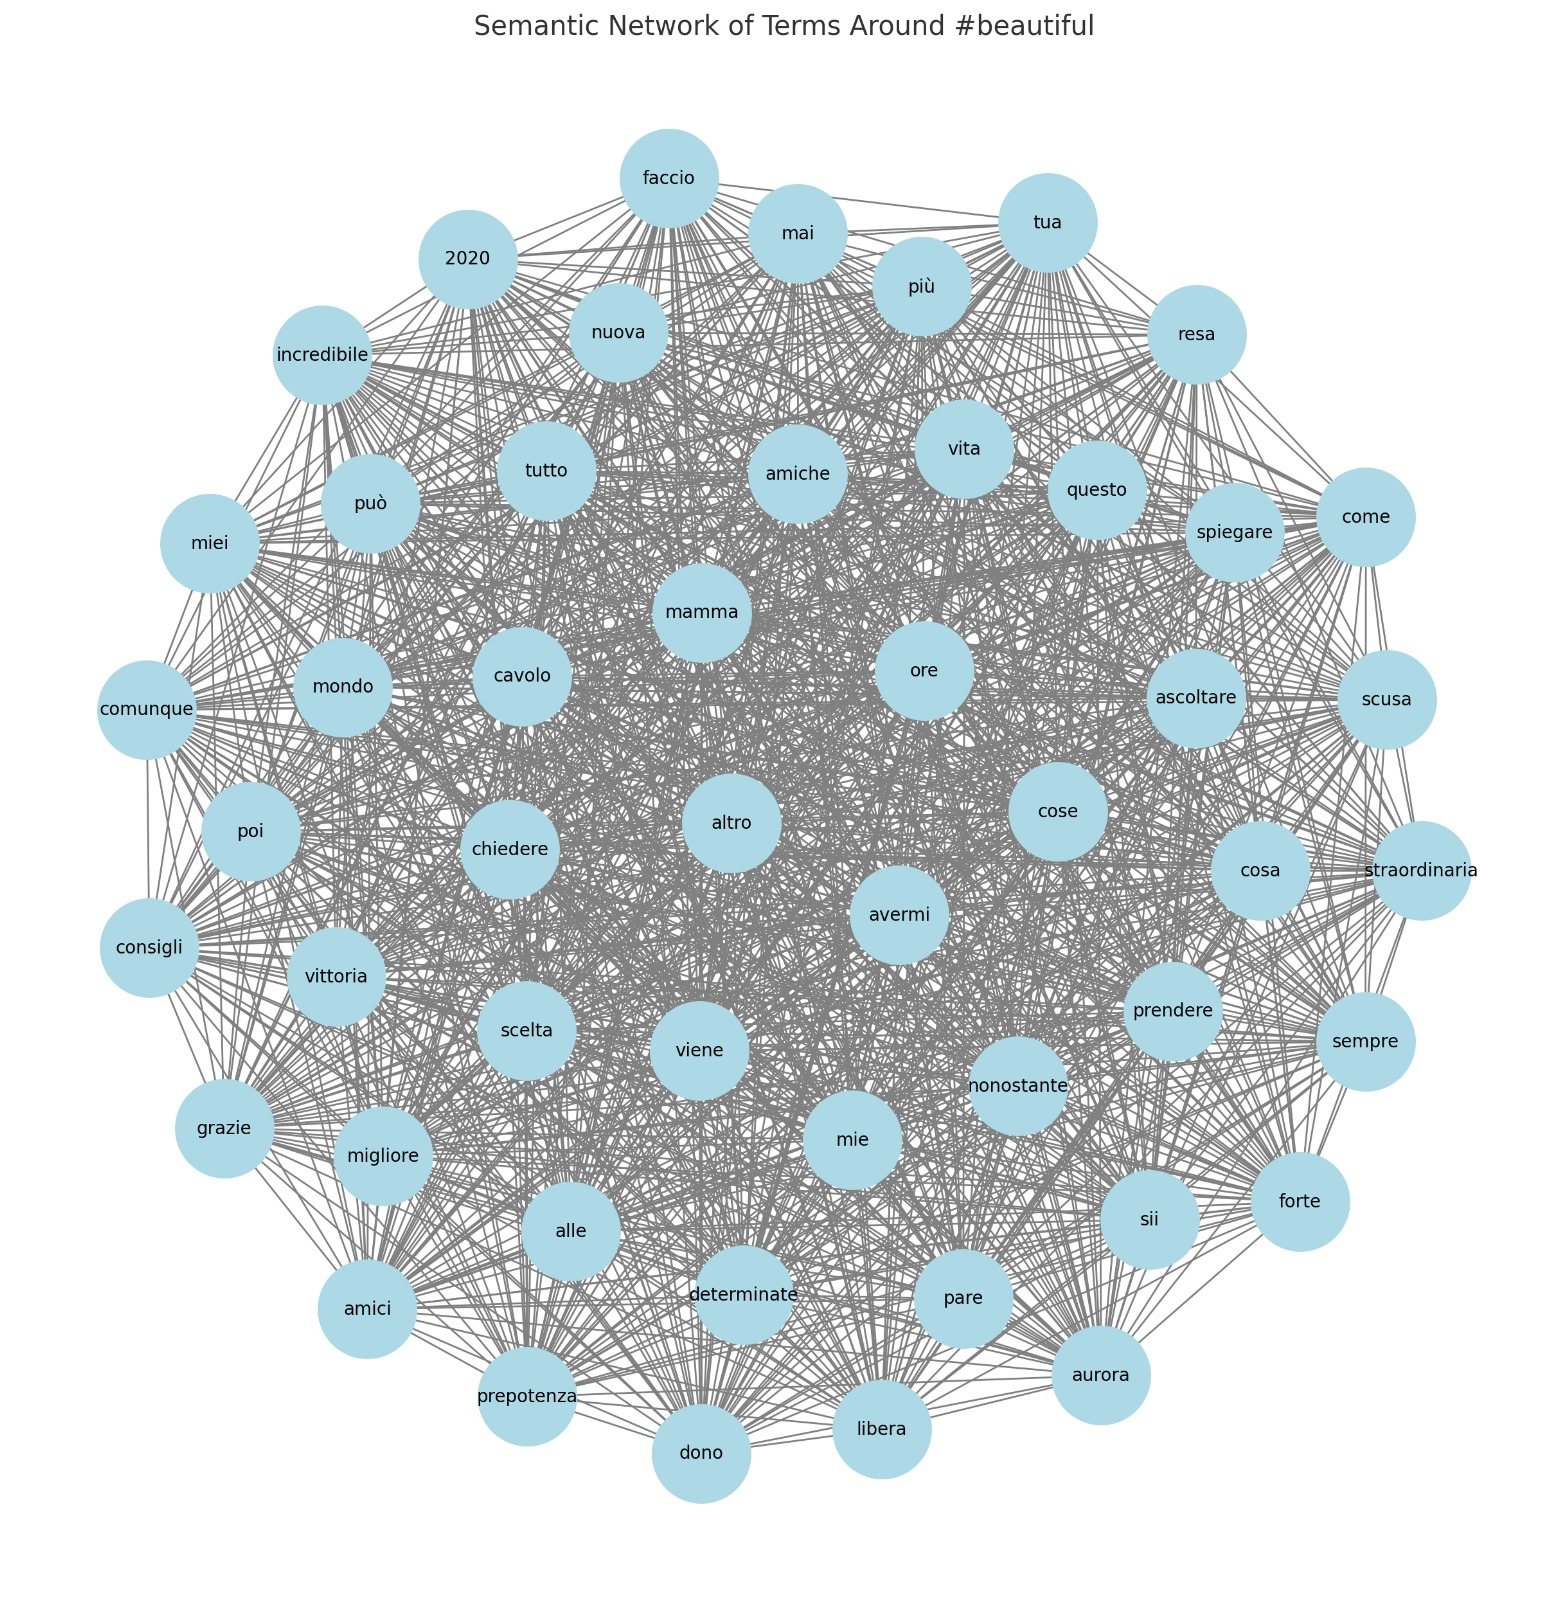 Semantic Network of Terms Around #beautiful
faccio
tua
mai
2020
più
nuova
resa
incredibile
vita
tutto
amiche
questo
può
come
spiegare
miei
mamma
ore
cavolo
mondo
ascoltare
scusa
comunque
cose
altro
poi
chiedere
cosa
straordinaria
avermi
consigli
vittoria
prendere
scelta
sempre
viene
nonostante
grazie
mie
migliore
forte
sii
alle
determinate
pare
amici
aurora
prepotenza
libera
dono